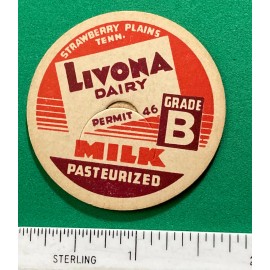 STRAWBERRY PLAINS
TENN.
LIVONA
DAIRY
PERMIT 46
GRADE
B
MILK
PASTEURIZED
STERLING
1